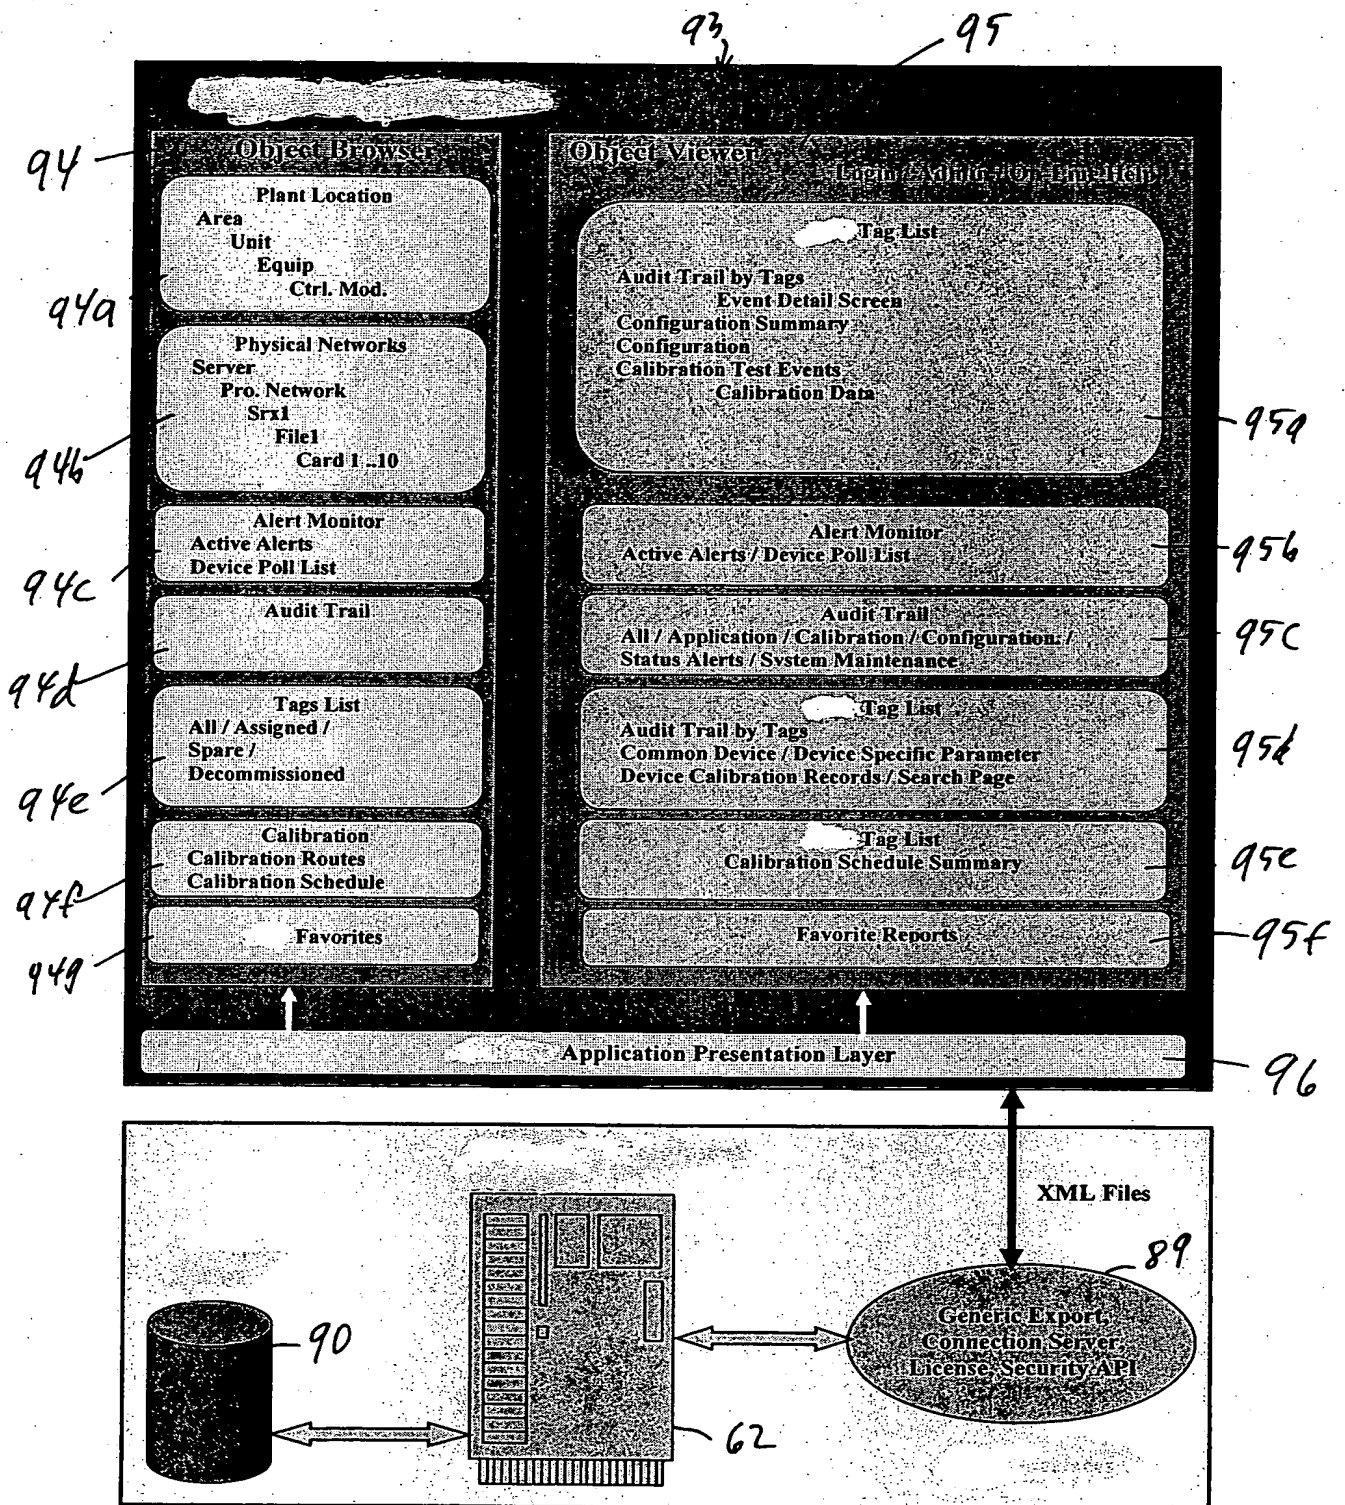 93
95
94
Object Browser
Plant Location
Area
Unit
Equip
Ctrl. Mod.
94a
Physical Networks
Server
Pro. Network
Srx1
File1
Card 1 ..10
94b
Alert Monitor
Active Alerts
Device Poll List
94c
Audit Trail
94d
Tags List
All / Assigned /
Spare /
Decommissioned
94e
Calibration
Calibration Routes
Calibration Schedule
94f
Favorites
94g
Object Viewer
Login / Admin / On-Line Help
Tag List
Audit Trail by Tags
Event Detail Screen
Configuration Summary
Configuration
Calibration Test Events
Calibration Data
95a
Alert Monitor
Active Alerts / Device Poll List
95b
Audit Trail
All / Application / Calibration / Configuration. /
Status Alerts / System Maintenance
95c
Tag List
Audit Trail by Tags
Common Device / Device Specific Parameter
Device Calibration Records / Search Page
95d
Tag List
Calibration Schedule Summary
95e
Favorite Reports
95f
Application Presentation Layer
96
XML Files
89
Generic Export,
Connection Server,
License, Security API
90
62